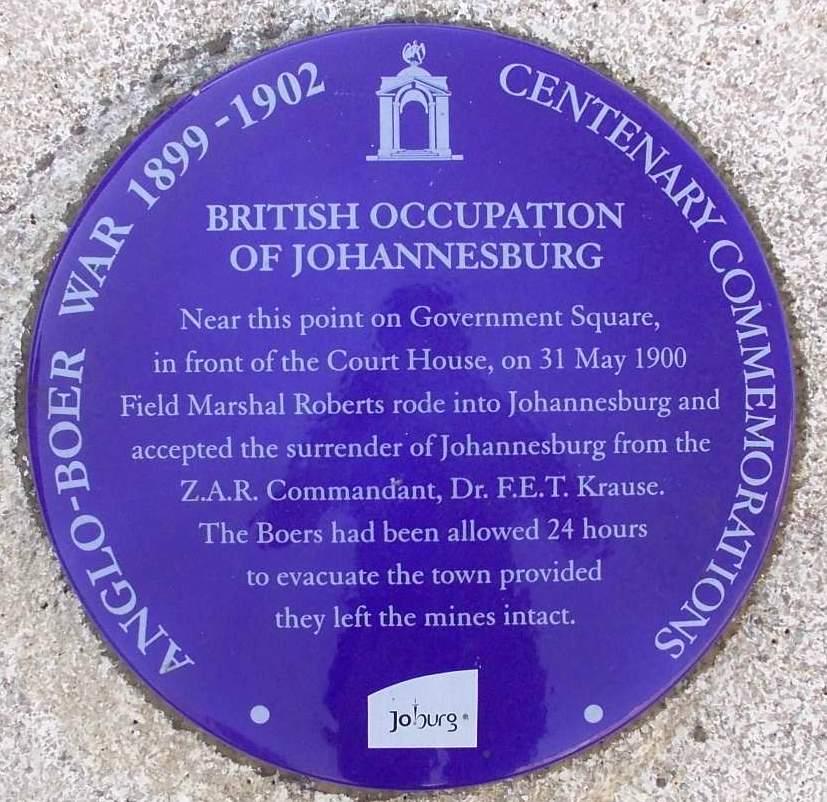 ANGLO-BOER WAR 1899-1902
CENTENARY COMMEMORATIONS
BRITISH OCCUPATION
OF JOHANNESBURG
Near this point on Government Square,
in front of the Court House, on 31 May 1900
Field Marshal Roberts rode into Johannesburg and
accepted the surrender of Johannesburg from the
Z.A.R. Commandant, Dr. F.E.T. Krause.
The Boers had been allowed 24 hours
to evacuate the town provided
they left the mines intact.
Joburg